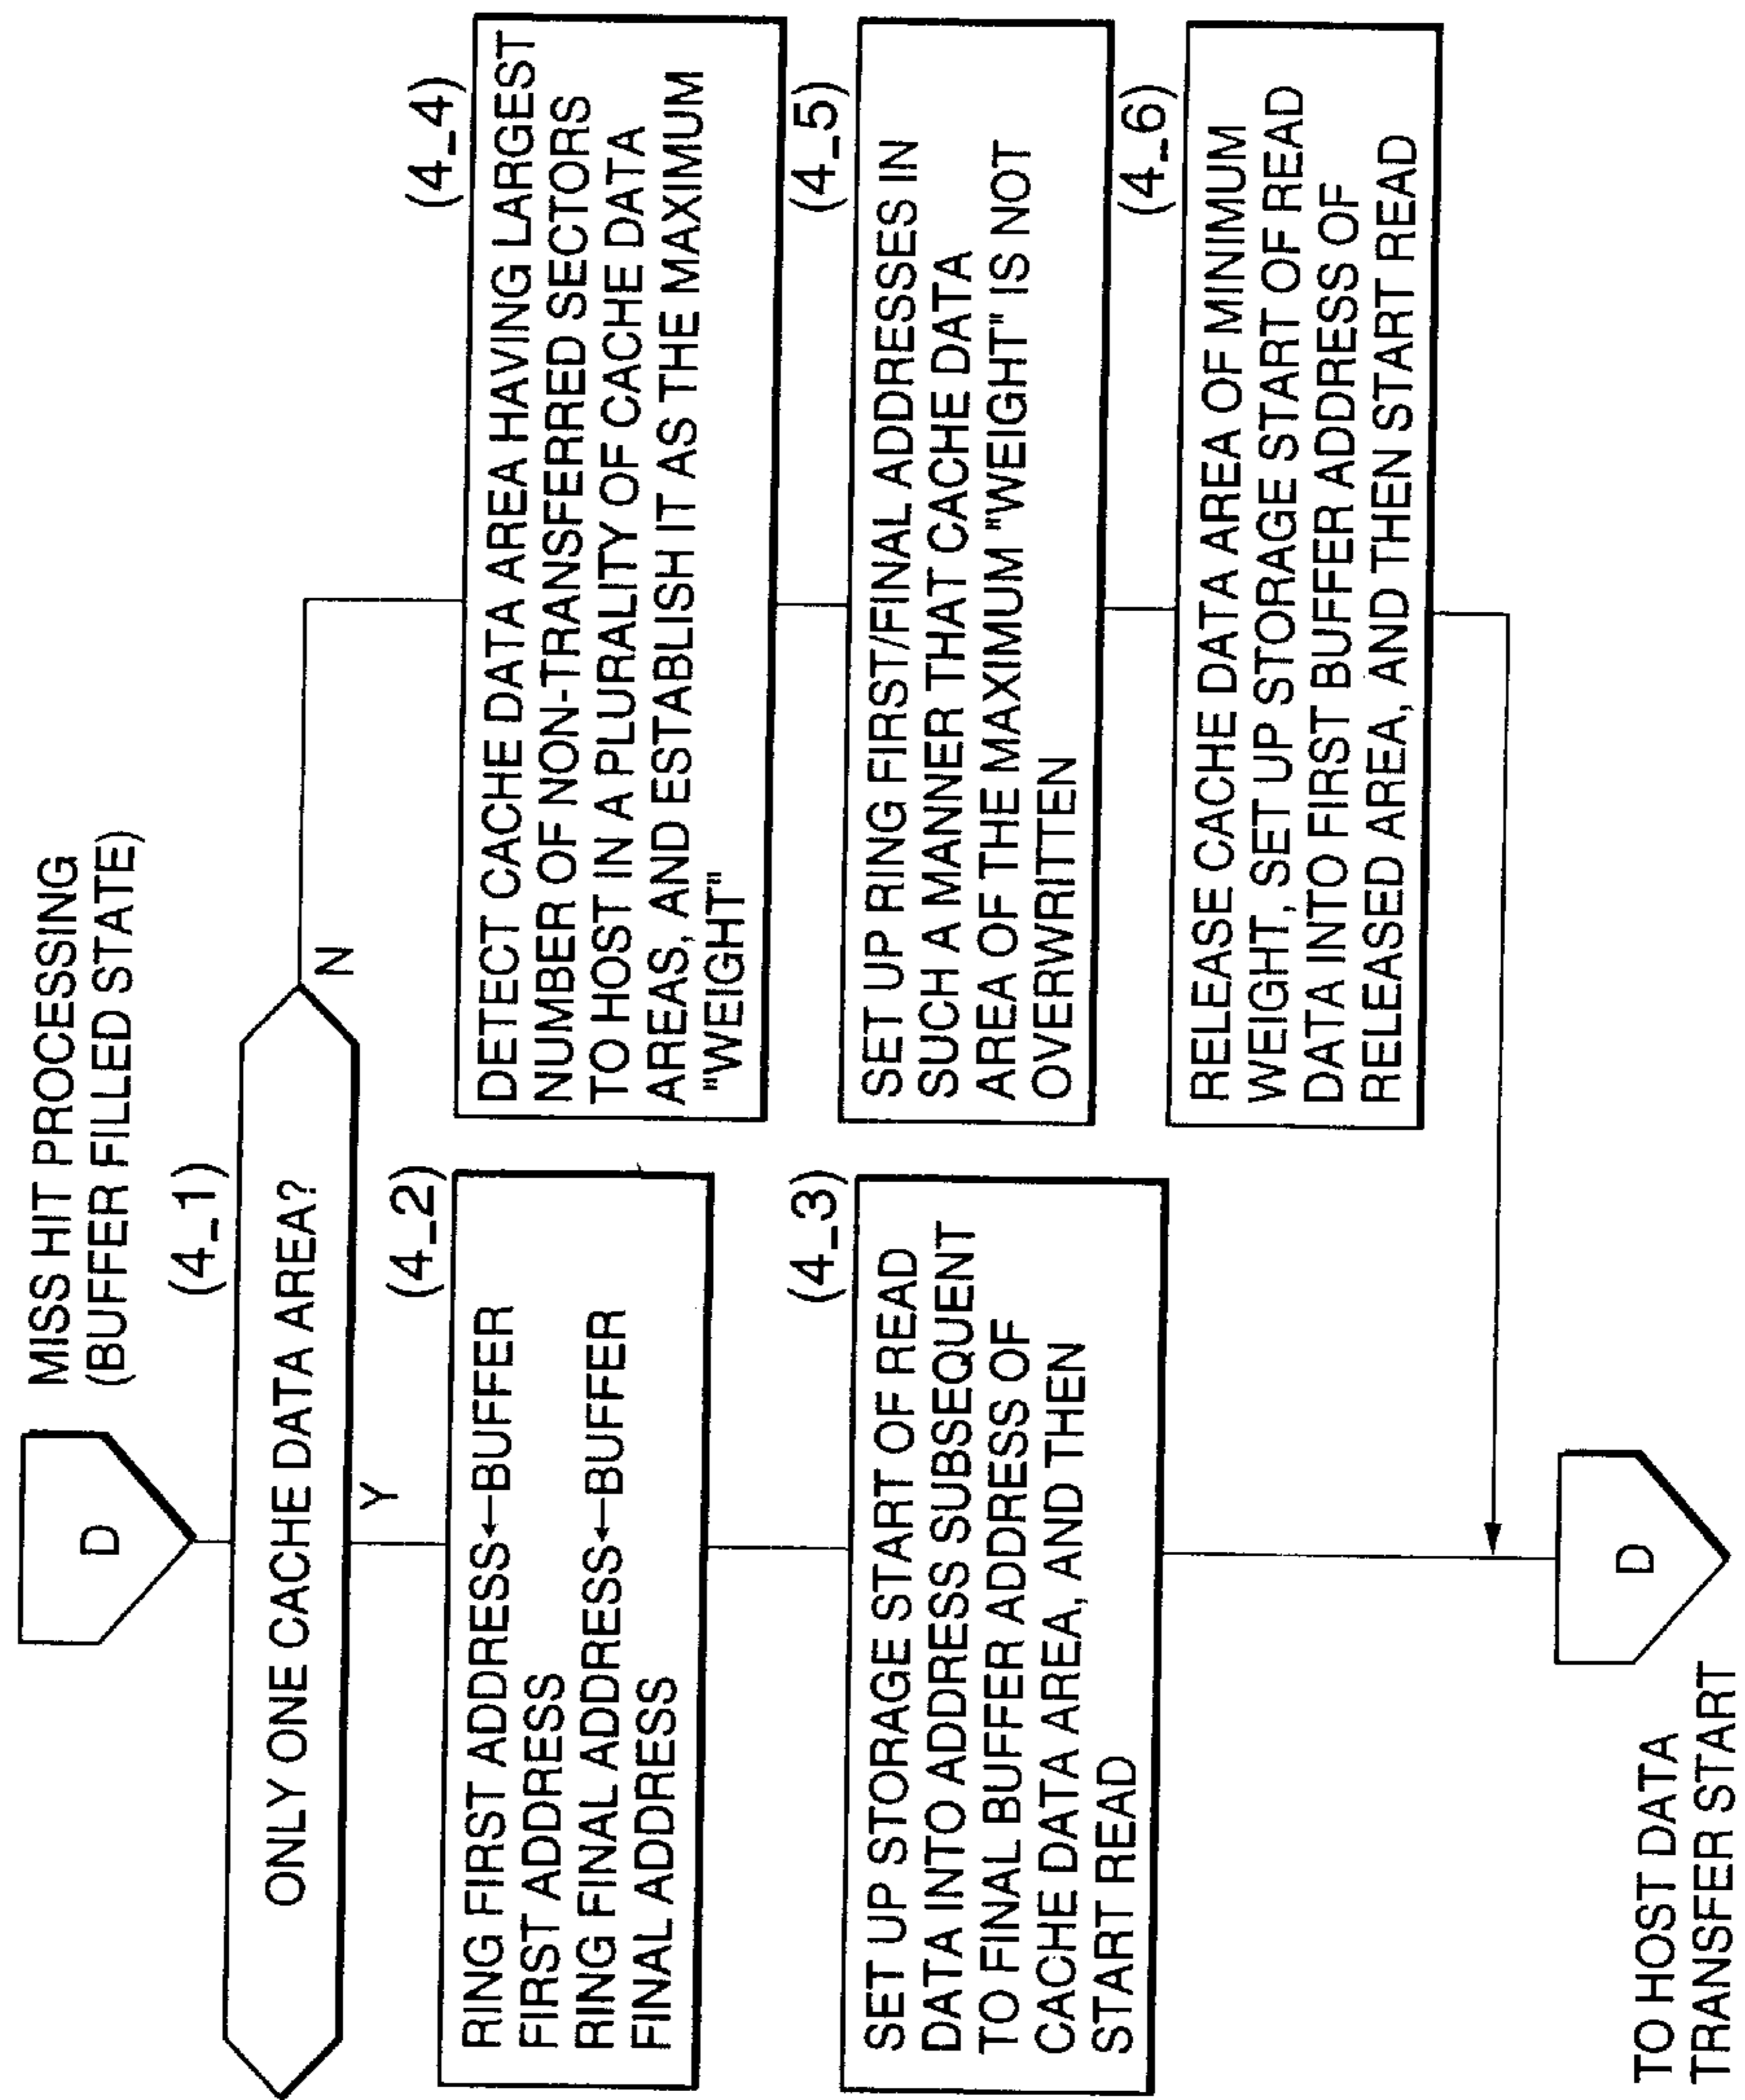 MISS HIT PROCESSING
(BUFFER FILLED STATE)
D
(4_1)
ONLY ONE CACHE DATA AREA?
N
Y
(4_2)
RING FIRST ADDRESS←BUFFER
FIRST ADDRESS
RING FINAL ADDRESS←BUFFER
FINAL ADDRESS
(4_3)
SET UP STORAGE START OF READ
DATA INTO ADDRESS SUBSEQUENT
TO FINAL BUFFER ADDRESS OF
CACHE DATA AREA, AND THEN
START READ
(4_4)
DETECT CACHE DATA AREA HAVING LARGEST
NUMBER OF NON-TRANSFERRED SECTORS
TO HOST IN A PLURALITY OF CACHE DATA
AREAS, AND ESTABLISH IT AS THE MAXIMUM
"WEIGHT"
(4_5)
SET UP RING FIRST/FINAL ADDRESSES IN
SUCH A MANNER THAT CACHE DATA
AREA OF THE MAXIMUM "WEIGHT" IS NOT
OVERWRITTEN
(4_6)
RELEASE CACHE DATA AREA OF MINIMUM
WEIGHT, SET UP STORAGE START OF READ
DATA INTO FIRST BUFFER ADDRESS OF
RELEASED AREA, AND THEN START READ
D
TO HOST DATA
TRANSFER START